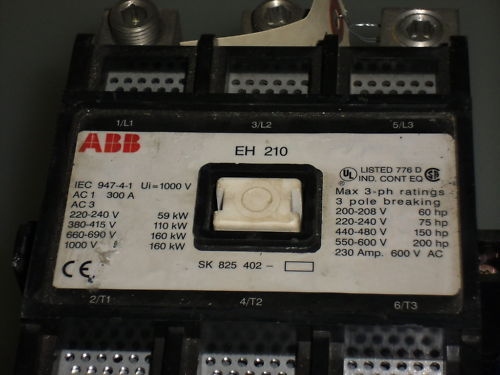 1/L1 3/L2 5/L3
ABB
EH 210
IEC 947-4-1 Ui=1000 V
AC 1 300 A
AC 3
220-240 V 59 kW
380-415 V 110 kW
660-690 V 160 kW
1000 V 160 kW
CE
UL LISTED 776 D
IND. CONT EQ SA
Max 3-ph ratings
3 pole breaking
200-208 V 60 hp
220-240 V 75 hp
440-480 V 150 hp
550-600 V 200 hp
230 Amp. 600 V AC
SK 825 402 -
2/T1 4/T2 6/T3